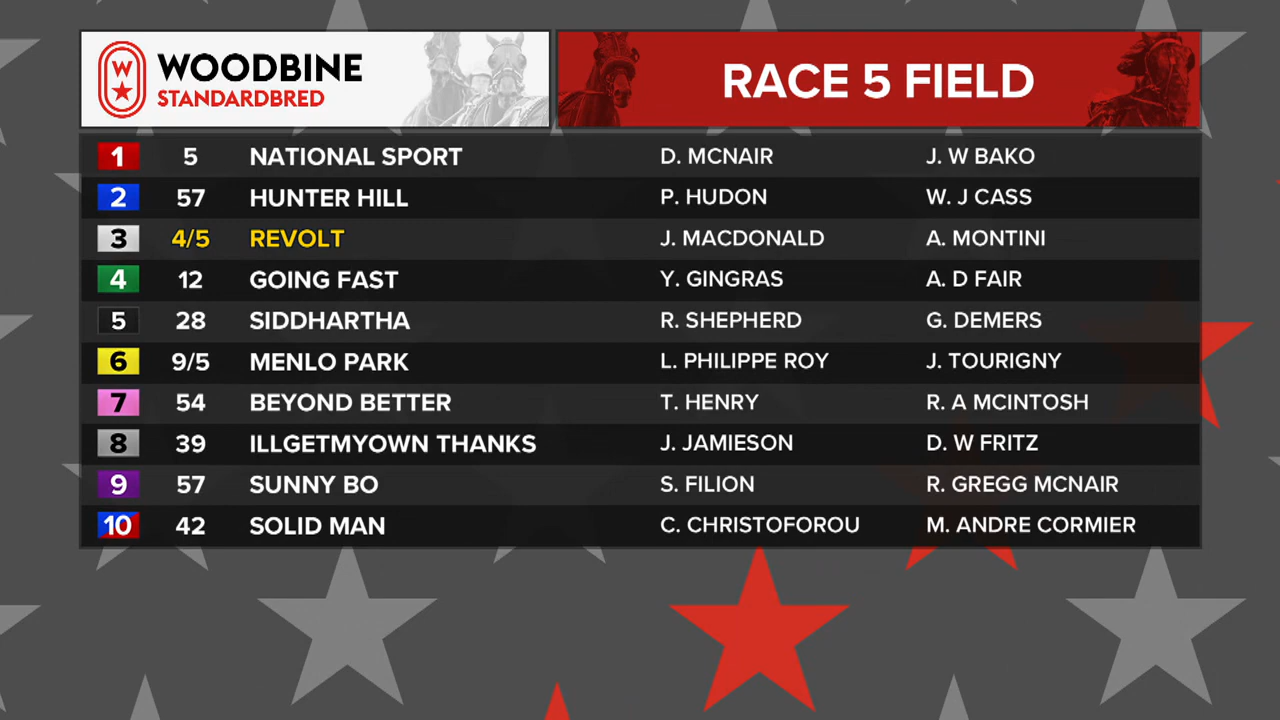 W
WOODBINE
STANDARDBRED
RACE 5 FIELD
1 5 NATIONAL SPORT D. MCNAIR J. W BAKO
2 57 HUNTER HILL P. HUDON W. J CASS
3 4/5 REVOLT J. MACDONALD A. MONTINI
4 12 GOING FAST Y. GINGRAS A. D FAIR
5 28 SIDDHARTHA R. SHEPHERD G. DEMERS
6 9/5 MENLO PARK L. PHILIPPE ROY J. TOURIGNY
7 54 BEYOND BETTER T. HENRY R. A MCINTOSH
8 39 ILLGETMYOWN THANKS J. JAMIESON D. W FRITZ
9 57 SUNNY BO S. FILION R. GREGG MCNAIR
10 42 SOLID MAN C. CHRISTOFOROU M. ANDRE CORMIER